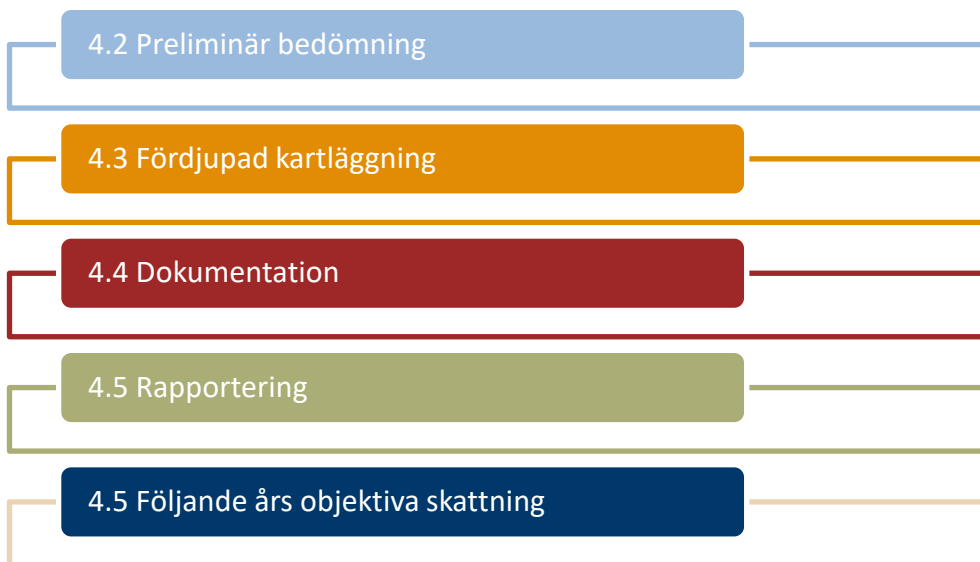 4.2 Preliminär bedömning
4.3 Fördjupad kartläggning
4.4 Dokumentation
4.5 Rapportering
4.5 Följande års objektiva skattning